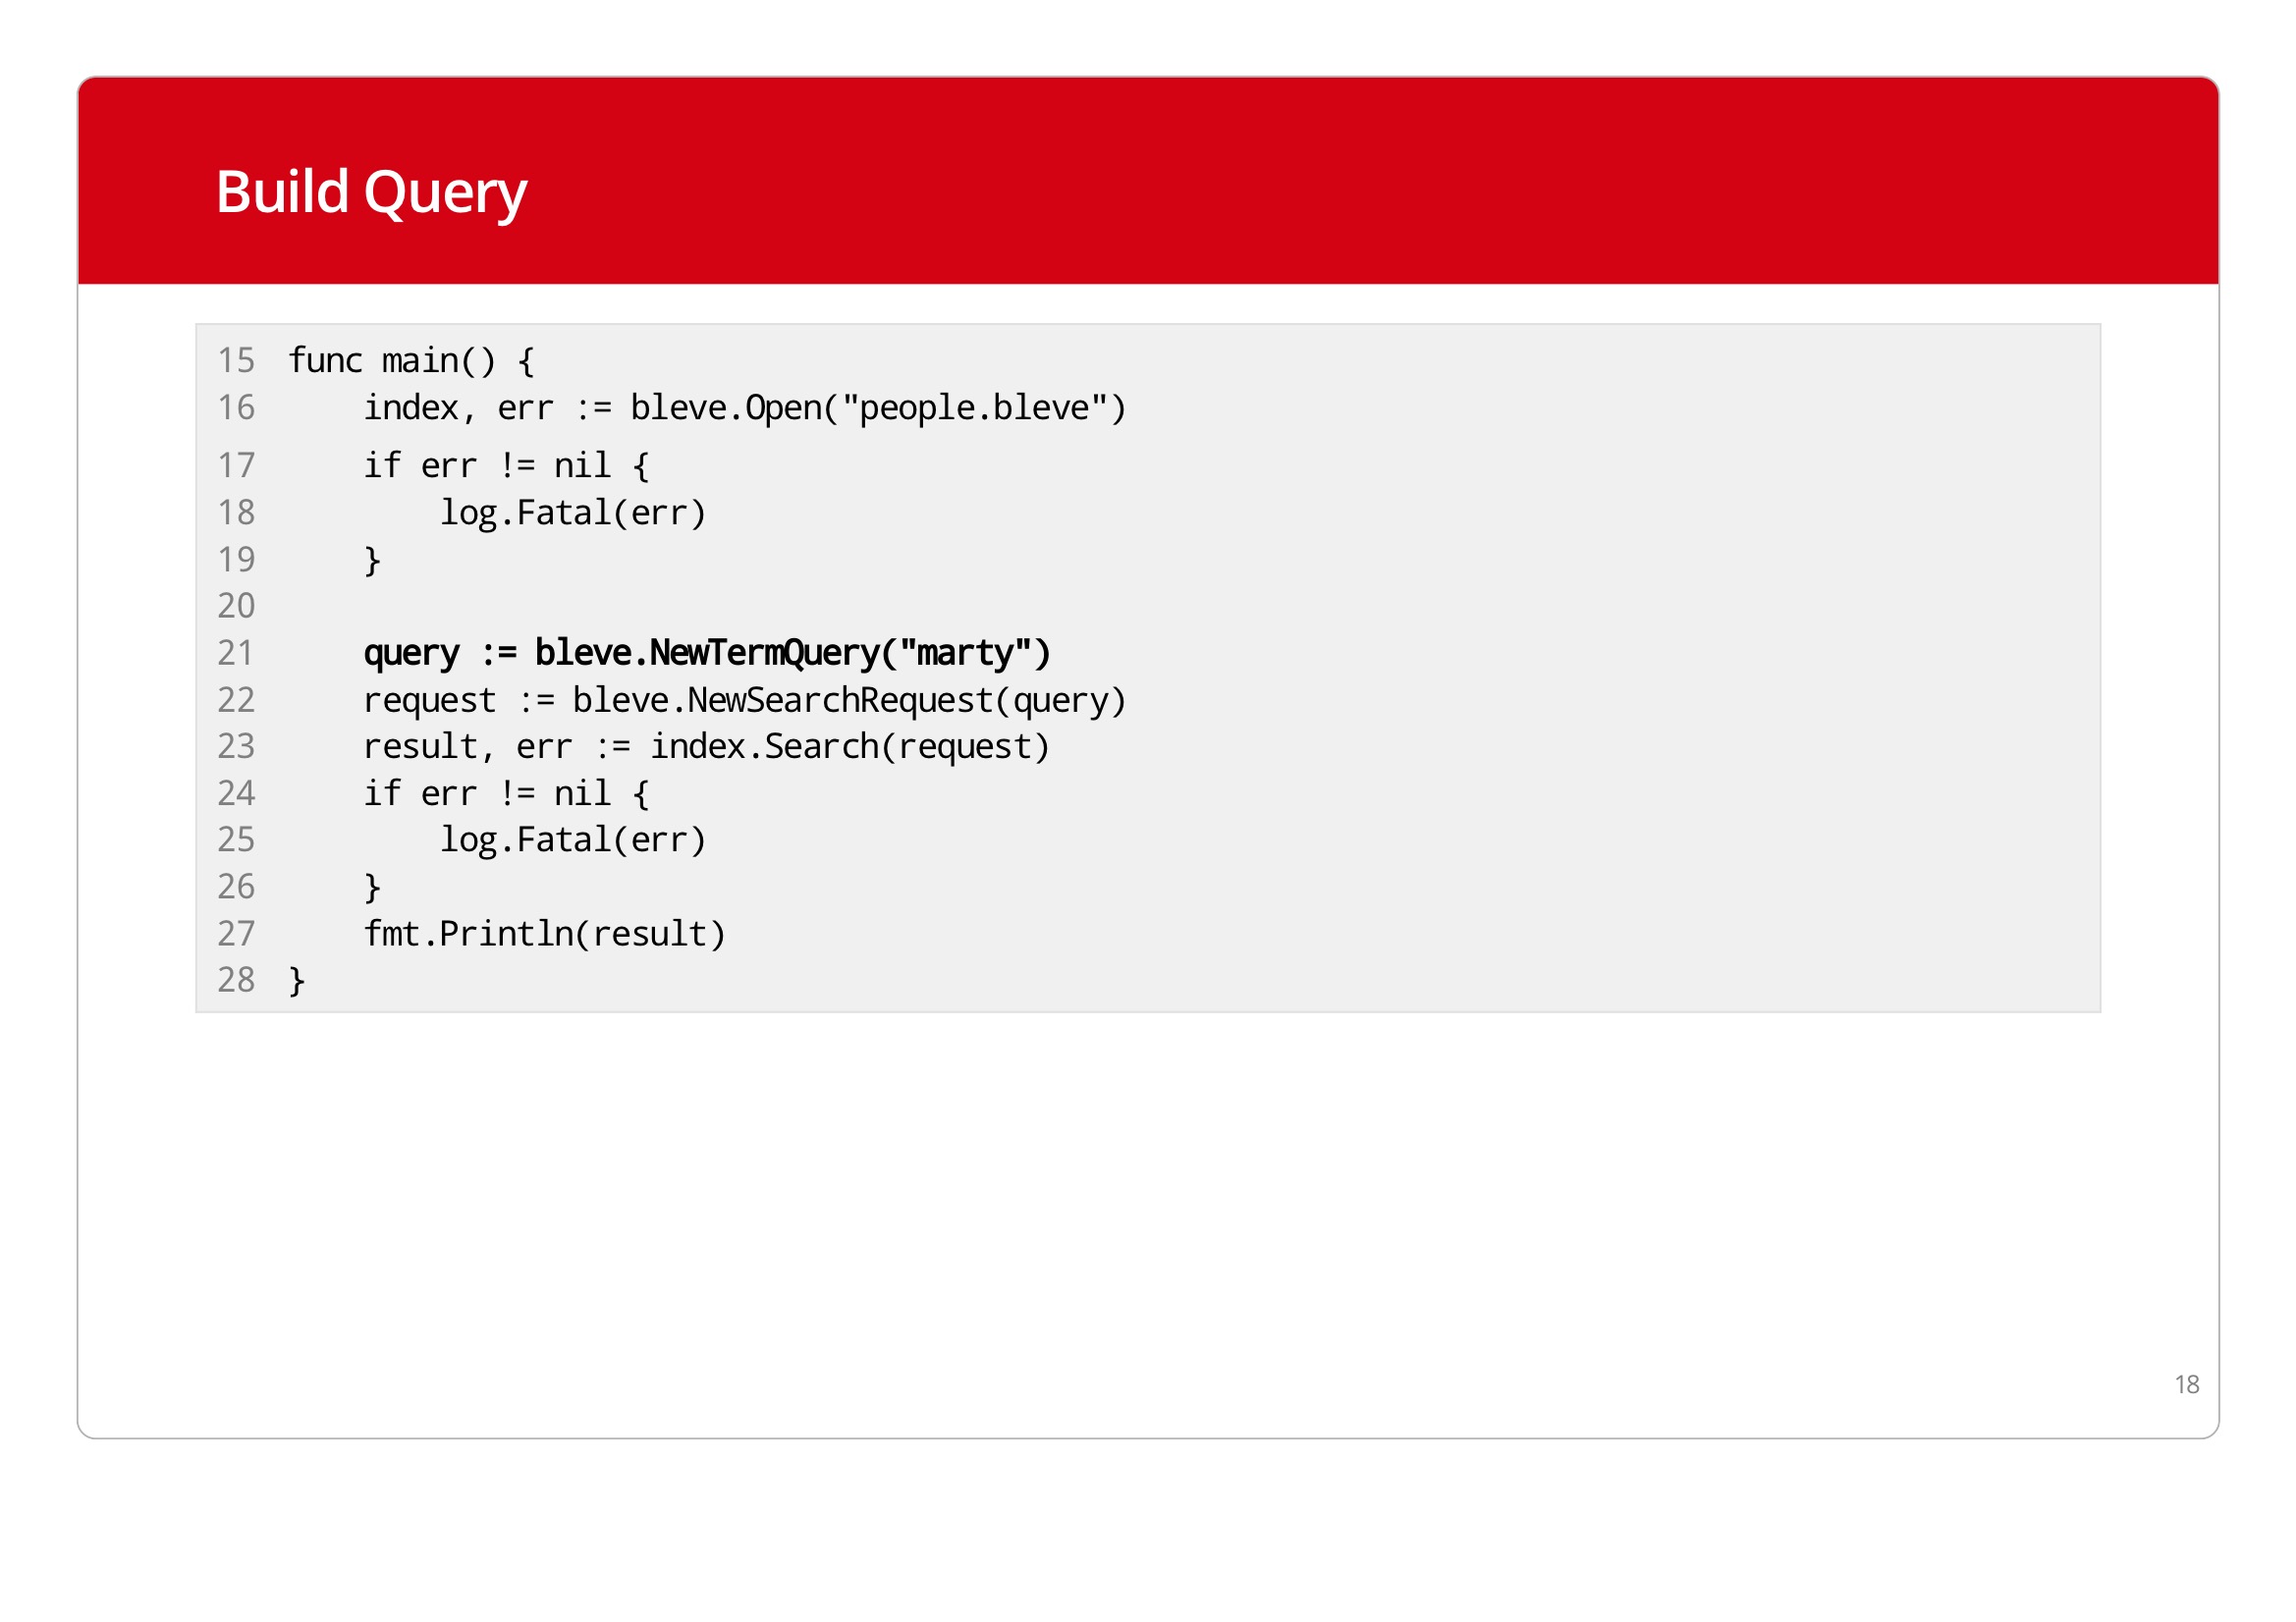 Build Query
15 func main() {
16     index, err := bleve.Open("people.bleve")
17     if err != nil {
18         log.Fatal(err)
19     }
20
21     query := bleve.NewTermQuery("marty")
22     request := bleve.NewSearchRequest(query)
23     result, err := index.Search(request)
24     if err != nil {
25         log.Fatal(err)
26     }
27     fmt.Println(result)
28 }
18